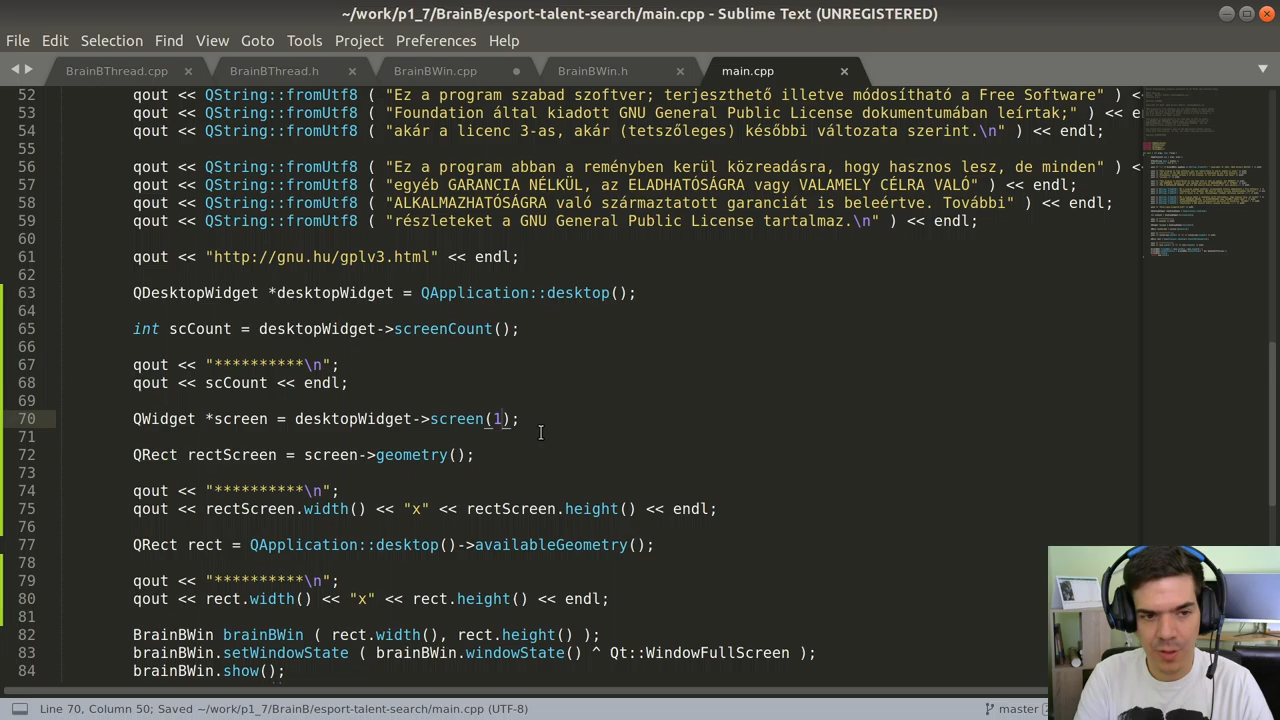 ~/work/p1_7/BrainB/esport-talent-search/main.cpp - Sublime Text (UNREGISTERED)
File Edit Selection Find View Goto Tools Project Preferences Help
BrainBThread.cpp BrainBThread.h BrainBWin.cpp BrainBWin.h main.cpp
52 qout << QString::fromUtf8 ( "Ez a program szabad szoftver; terjeszthető illetve módosítható a Free Software" ) <
53 qout << QString::fromUtf8 ( "Foundation által kiadott GNU General Public License dokumentumában leírtak;" ) << e
54 qout << QString::fromUtf8 ( "akár a licenc 3-as, akár (tetszőleges) későbbi változata szerint.\n" ) << endl;
55
56 qout << QString::fromUtf8 ( "Ez a program abban a reményben kerül közreadásra, hogy hasznos lesz, de minden" ) <
57 qout << QString::fromUtf8 ( "egyéb GARANCIA NÉLKÜL, az ELADHATÓSÁGRA vagy VALAMELY CÉLRA VALÓ" ) << endl;
58 qout << QString::fromUtf8 ( "ALKALMAZHATÓSÁGRA való származtatott garanciát is beleértve. További" ) << endl;
59 qout << QString::fromUtf8 ( "részleteket a GNU General Public License tartalmaz.\n" ) << endl;
60
61 qout << "http://gnu.hu/gplv3.html" << endl;
62
63 QDesktopWidget *desktopWidget = QApplication::desktop();
64
65 int scCount = desktopWidget->screenCount();
66
67 qout << "**********\n";
68 qout << scCount << endl;
69
70 QWidget *screen = desktopWidget->screen(1);
71
72 QRect rectScreen = screen->geometry();
73
74 qout << "**********\n";
75 qout << rectScreen.width() << "x" << rectScreen.height() << endl;
76
77 QRect rect = QApplication::desktop()->availableGeometry();
78
79 qout << "**********\n";
80 qout << rect.width() << "x" << rect.height() << endl;
81
82 BrainBWin brainBWin ( rect.width(), rect.height() );
83 brainBWin.setWindowState ( brainBWin.windowState() ^ Qt::WindowFullScreen );
84 brainBWin.show();
Line 70, Column 50; Saved ~/work/p1_7/BrainB/esport-talent-search/main.cpp (UTF-8) master